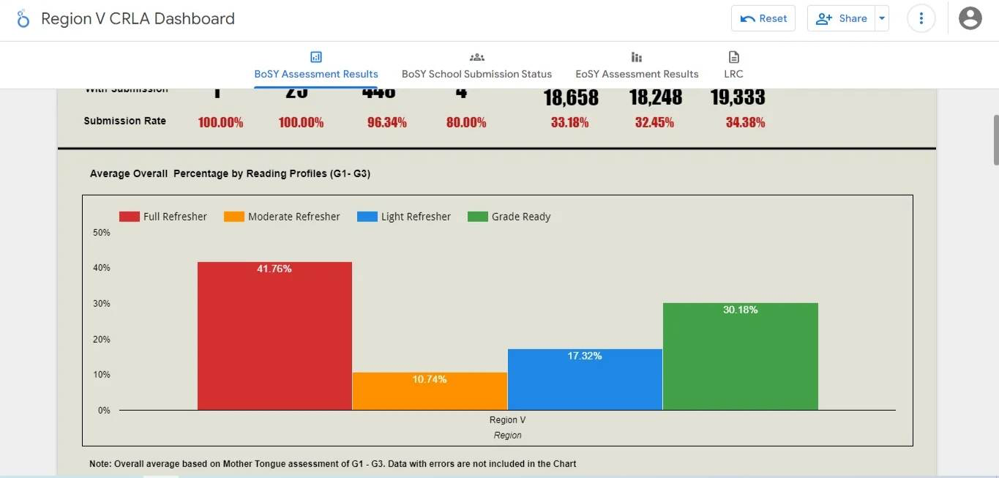 Region V CRLA Dashboard
Reset
Share
BoSY Assessment Results
BoSY School Submission Status
EoSY Assessment Results
LRC
With Submission 1 448 4 18,658 18,248 19,333
Submission Rate 100.00% 100.00% 96.34% 80.00% 33.18% 32.45% 34.38%
Average Overall Percentage by Reading Profiles (G1- G3)
Full Refresher Moderate Refresher Light Refresher Grade Ready
50%
40%
30%
20%
10%
0%
41.76%
10.74%
17.32%
30.18%
Region V
Region
Note: Overall average based on Mother Tongue assessment of G1 - G3. Data with errors are not included in the Chart